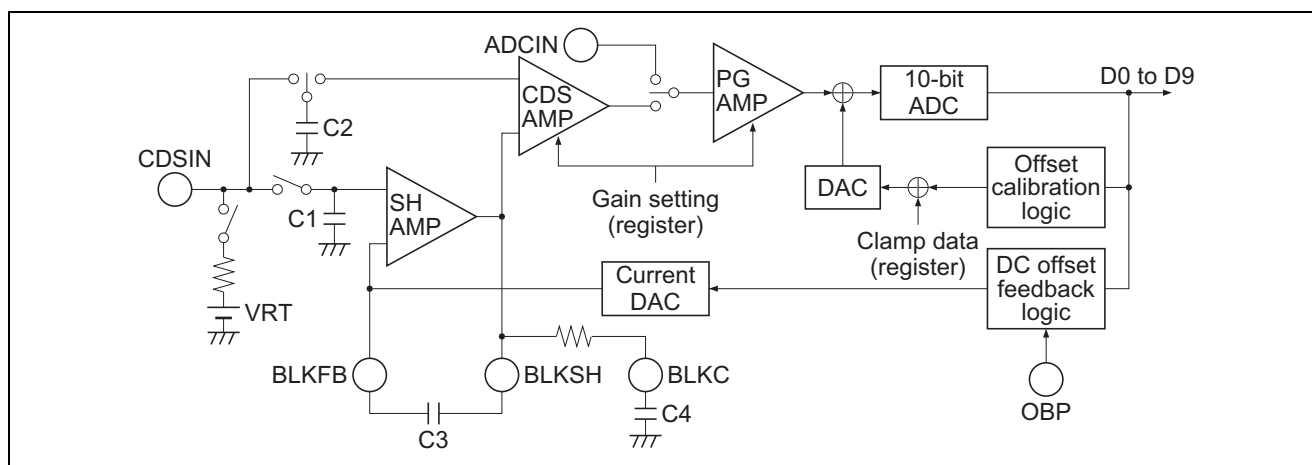 ADCIN
CDS
AMP
PG
AMP
10-bit
ADC
D0 to D9
C2
CDSIN
C1
SH
AMP
Gain setting
(register)
DAC
Offset
calibration
logic
Clamp data
(register)
VRT
Current
DAC
DC offset
feedback
logic
BLKFB
BLKSH
BLKC
C3
C4
OBP